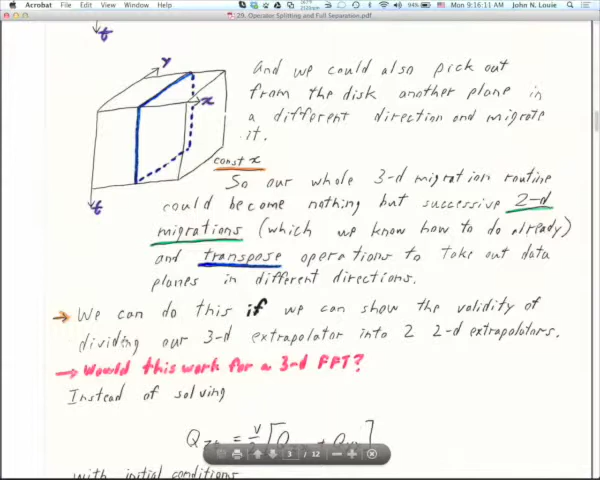 Acrobat File Edit View Window Help 94% Mon 9:16:11 AM John N. Louie
29. Operator Splitting and Full Separation.pdf
t
y
And we could also pick out
from the disk another plane in
x
a different direction and migrate
it.
const x
So our whole 3-d migration routine
t
could become nothing but successive 2-d
migrations (which we know how to do already)
and transpose operations to take out data
planes in different directions.
→ We can do this if we can show the validity of
dividing our 3-d extrapolator into 2 2-d extrapolators.
→ Would this work for a 3-d FFT?
Instead of solving
3 / 12
with initial conditions